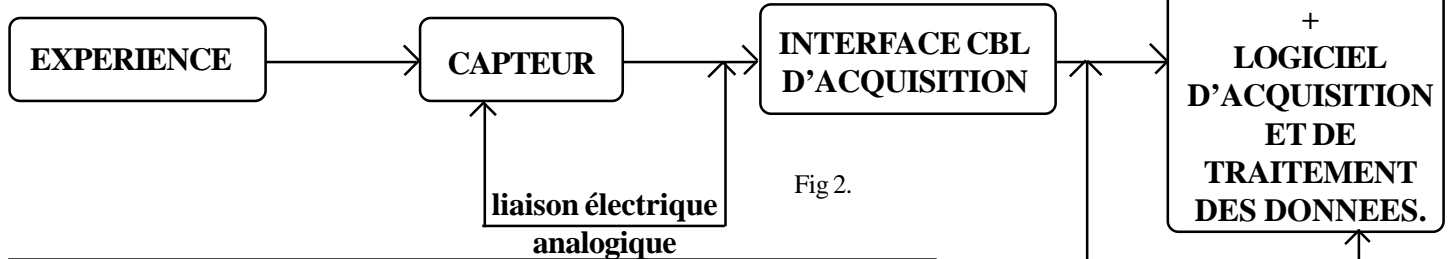 EXPERIENCE
CAPTEUR
INTERFACE CBL
D'ACQUISITION
+
LOGICIEL
D'ACQUISITION
ET DE
TRAITEMENT
DES DONNEES.
liaison électrique
analogique
Fig 2.